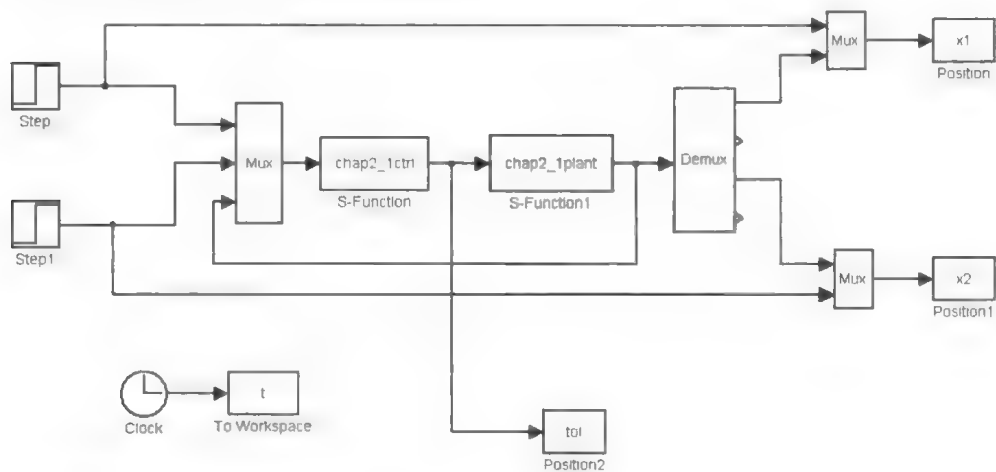 Mux
x1
Position
Step
Mux
chap2_1ctrl
S-Function
chap2_1plant
S-Function1
Demux
Step1
Mux
x2
Position1
Clock
t
To Workspace
tol
Position2